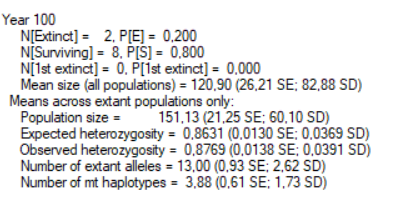 Year 100
N[Extinct] = 2, P[E] = 0,200
N[Surviving] = 8, P[S] = 0,800
N[1st extinct] = 0, P[1st extinct] = 0,000
Mean size (all populations) = 120,90 (26,21 SE; 82,88 SD)
Means across extant populations only:
Population size = 151,13 (21,25 SE; 60,10 SD)
Expected heterozygosity = 0,8631 (0,0130 SE; 0,0369 SD)
Observed heterozygosity = 0,8769 (0,0138 SE; 0,0391 SD)
Number of extant alleles = 13,00 (0,93 SE; 2,62 SD)
Number of mt haplotypes = 3,88 (0,61 SE; 1,73 SD)